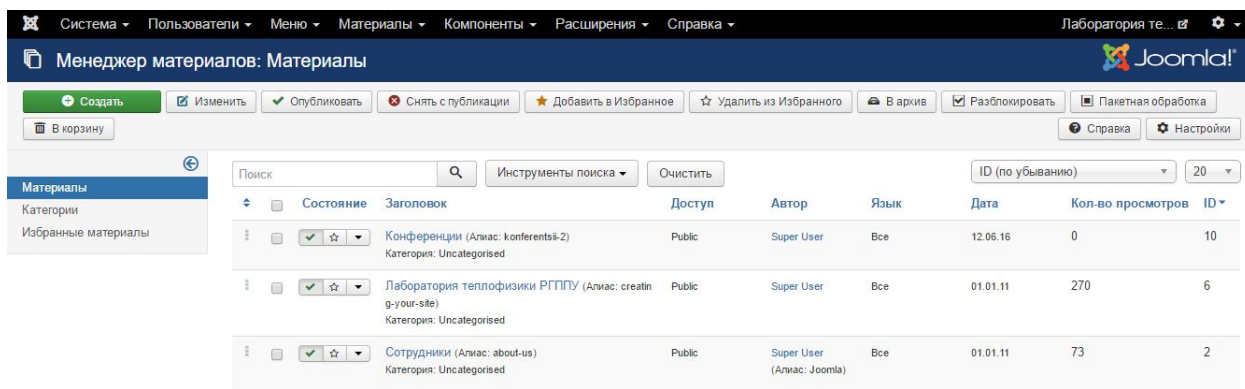 Система Пользователи Меню Материалы Компоненты Расширения Справка Лаборатория те...
Менеджер материалов: Материалы Joomla!®
Создать Изменить Опубликовать Снять с публикации Добавить в Избранное Удалить из Избранного В архив Разблокировать Пакетная обработка
В корзину Справка Настройки
Поиск Инструменты поиска Очистить ID (по убыванию) 20
Материалы
Категории
Избранные материалы
Состояние Заголовок Доступ Автор Язык Дата Кол-во просмотров ID
Конференции (Алиас: konferentsii-2) Public Super User Все 12.06.16 0 10
Категория: Uncategorised
Лаборатория теплофизики РГППУ (Алиас: creatin Public Super User Все 01.01.11 270 6
g-your-site)
Категория: Uncategorised
Сотрудники (Алиас: about-us) Public Super User Все 01.01.11 73 2
Категория: Uncategorised (Алиас: Joomla)